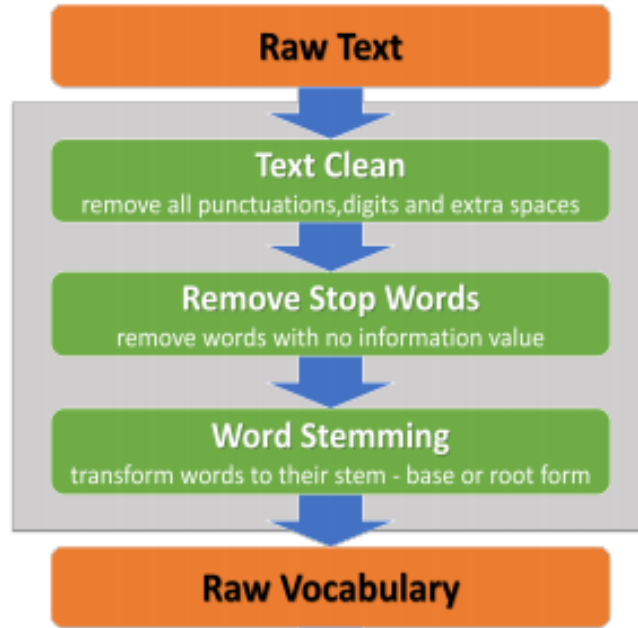 Raw Text
Text Clean
remove all punctuations,digits and extra spaces
Remove Stop Words
remove words with no information value
Word Stemming
transform words to their stem - base or root form
Raw Vocabulary